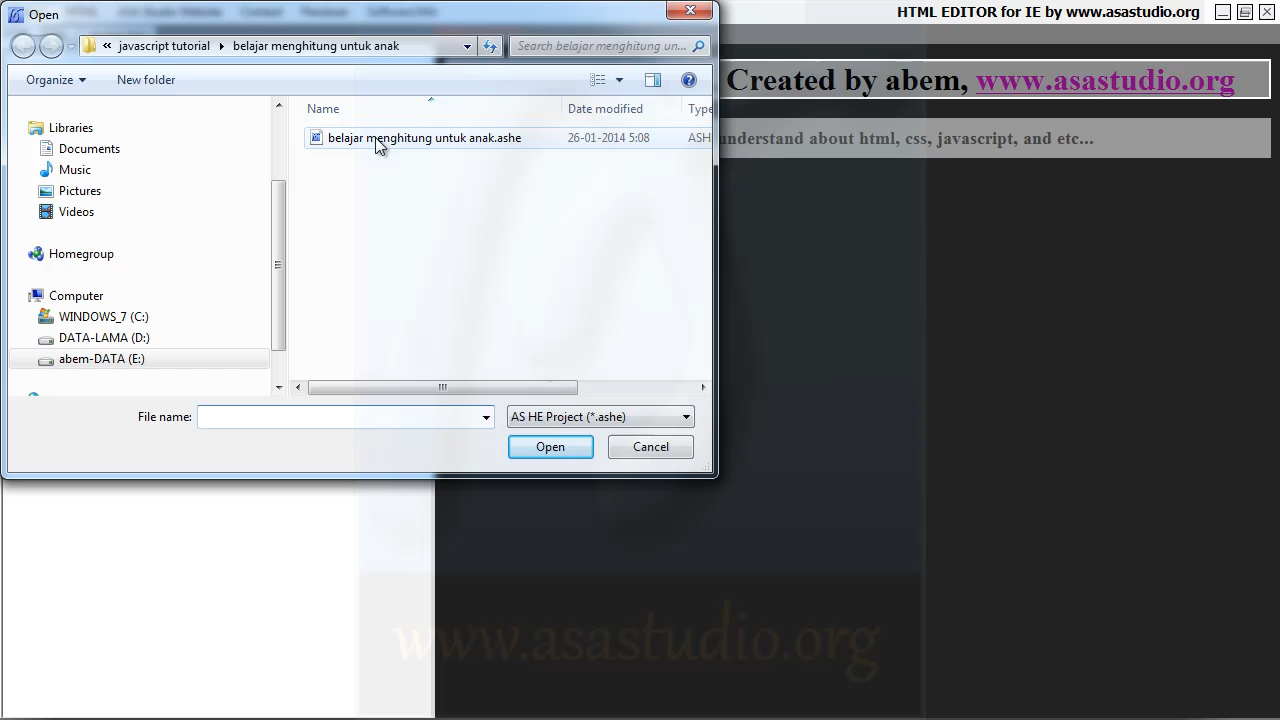 Open
HTML EDITOR for IE by www.asastudio.org
« javascript tutorial belajar menghitung untuk anak
Search belajar menghitung un...
Organize New folder
Created by abem, www.asastudio.org
Name Date modified Type
belajar menghitung untuk anak.ashe 26-01-2014 5:08 ASH
understand about html, css, javascript, and etc...
Libraries
Documents
Music
Pictures
Videos
Homegroup
Computer
WINDOWS_7 (C:)
DATA-LAMA (D:)
abem-DATA (E:)
File name: AS HE Project (*.ashe)
Open Cancel
www.asastudio.org